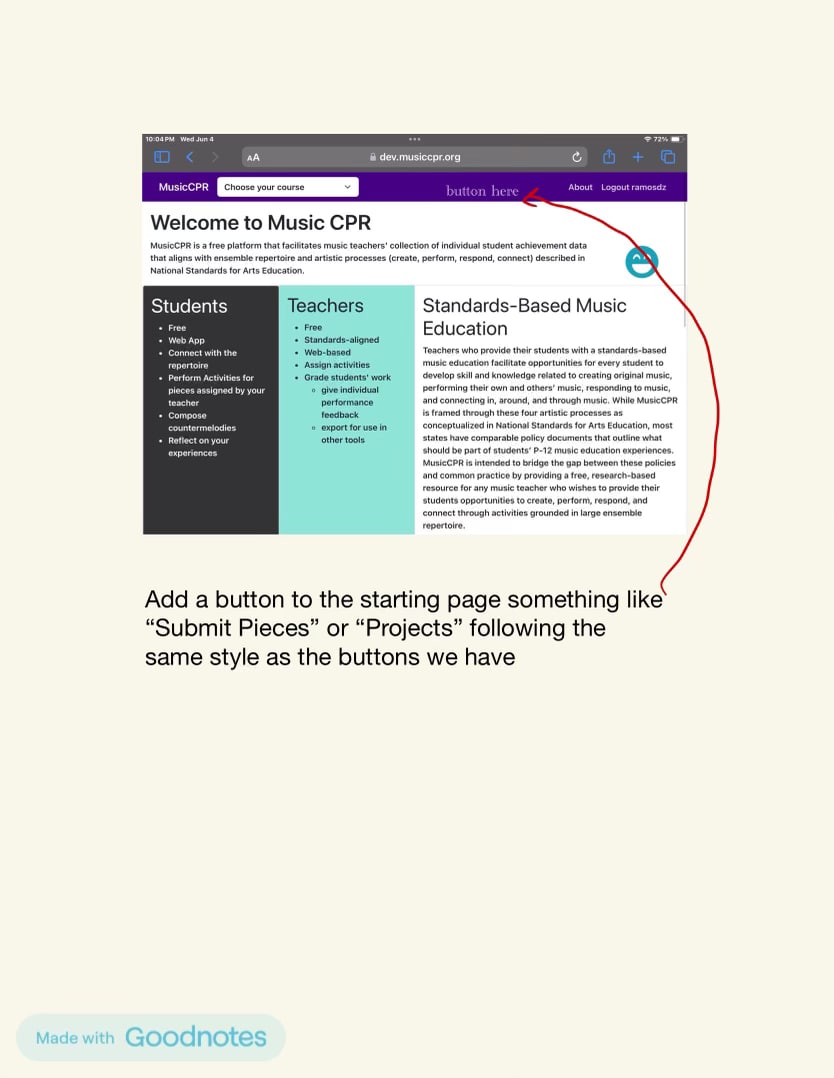 10:04 PM Wed Jun 4
72%
AA
dev.musiccpr.org
MusicCPR
Choose your course
button here
About
Logout ramosdz
Welcome to Music CPR
MusicCPR is a free platform that facilitates music teachers' collection of individual student achievement data
that aligns with ensemble repertoire and artistic processes (create, perform, respond, connect) described in
National Standards for Arts Education.
Students
• Free
• Web App
• Connect with the
repertoire
• Perform Activities for
pieces assigned by your
teacher
• Compose
countermelodies
• Reflect on your
experiences
Teachers
• Free
• Standards-aligned
• Web-based
• Assign activities
• Grade students' work
◦ give individual
performance
feedback
◦ export for use in
other tools
Standards-Based Music
Education
Teachers who provide their students with a standards-based
music education facilitate opportunities for every student to
develop skill and knowledge related to creating original music,
performing their own and others' music, responding to music,
and connecting in, around, and through music. While MusicCPR
is framed through these four artistic processes as
conceptualized in National Standards for Arts Education, most
states have comparable policy documents that outline what
should be part of students' P-12 music education experiences.
MusicCPR is intended to bridge the gap between these policies
and common practice by providing a free, research-based
resource for any music teacher who wishes to provide their
students opportunities to create, perform, respond, and
connect through activities grounded in large ensemble
repertoire.
Add a button to the starting page something like
“Submit Pieces” or “Projects” following the
same style as the buttons we have
Made with Goodnotes